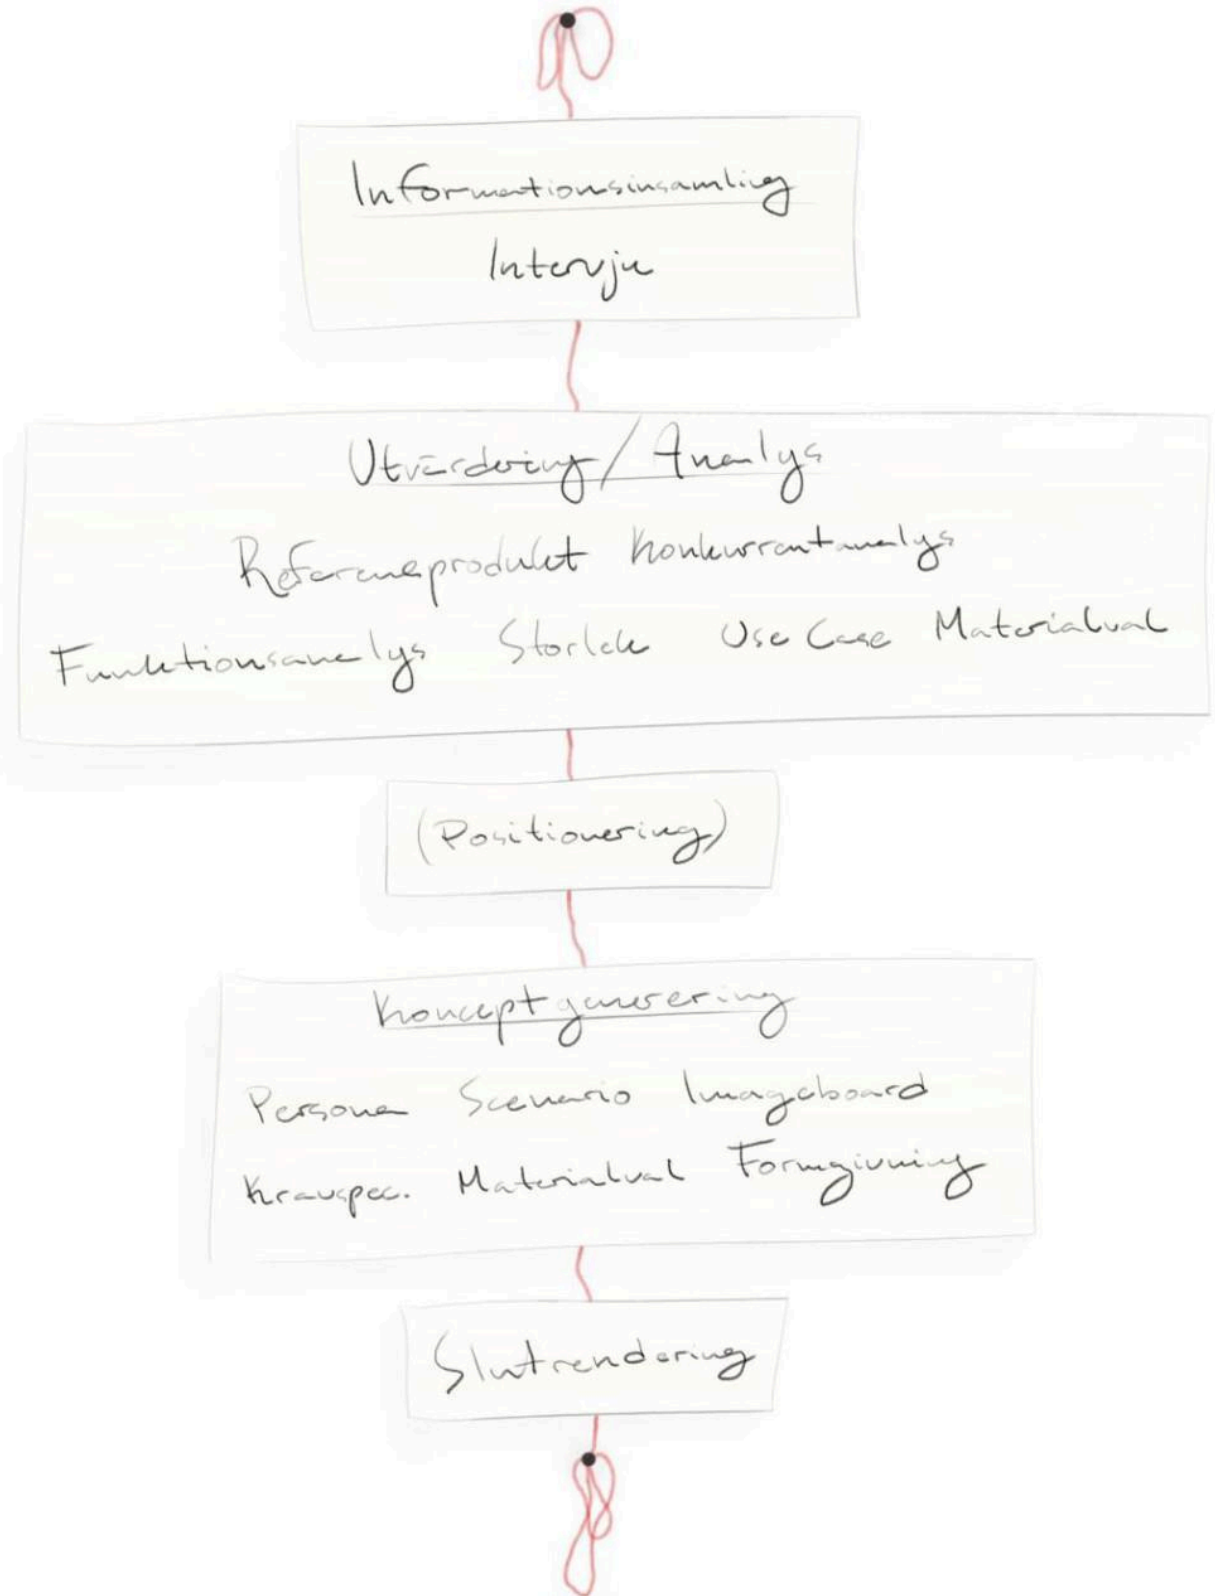 Informationsinsamling
Intervju
Utvärdering/Analys
Referensprodukt Konkurrentanalys
Funktionsanalys Storlek Use Case Materialval
(Positionering)
Konceptgenerering
Persona Scenario Imageboard
Kravspec. Materialval Formgivning
Slutrendering